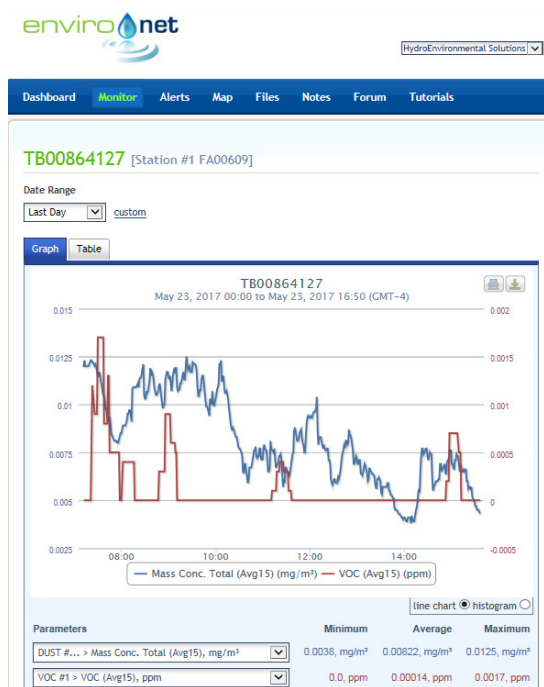 enviro net
HydroEnvironmental Solutions
Dashboard Monitor Alerts Map Files Notes Forum Tutorials
TB00864127 [Station #1 FA00609]
Date Range
Last Day custom
Graph Table
TB00864127
May 23, 2017 00:00 to May 23, 2017 16:50 (GMT-4)
0.015 0.002
0.0125 0.0015
0.01 0.001
0.0075 0.0005
0.005 0
0.0025 -0.0005
08:00 10:00 12:00 14:00
Mass Conc. Total (Avg15) (mg/m³) VOC (Avg15) (ppm)
line chart histogram
Parameters Minimum Average Maximum
DUST #... > Mass Conc. Total (Avg15), mg/m³ 0.0038, mg/m³ 0.00822, mg/m³ 0.0125, mg/m³
VOC #1 > VOC (Avg15), ppm 0.0, ppm 0.00014, ppm 0.0017, ppm